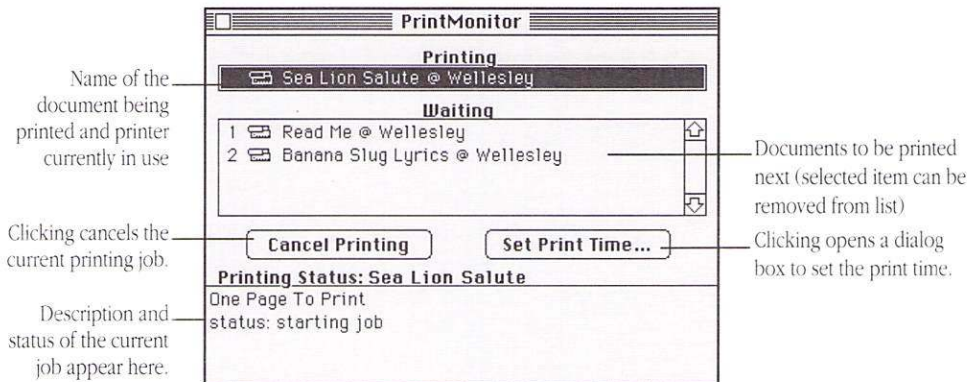 PrintMonitor
Printing
Sea Lion Salute @ Wellesley
Name of the
document being
printed and printer
currently in use
Waiting
1 Read Me @ Wellesley
2 Banana Slug Lyrics @ Wellesley
Documents to be printed
next (selected item can be
removed from list)
Clicking cancels the
current printing job.
Cancel Printing
Set Print Time...
Clicking opens a dialog
box to set the print time.
Printing Status: Sea Lion Salute
One Page To Print
status: starting job
Description and
status of the current
job appear here.